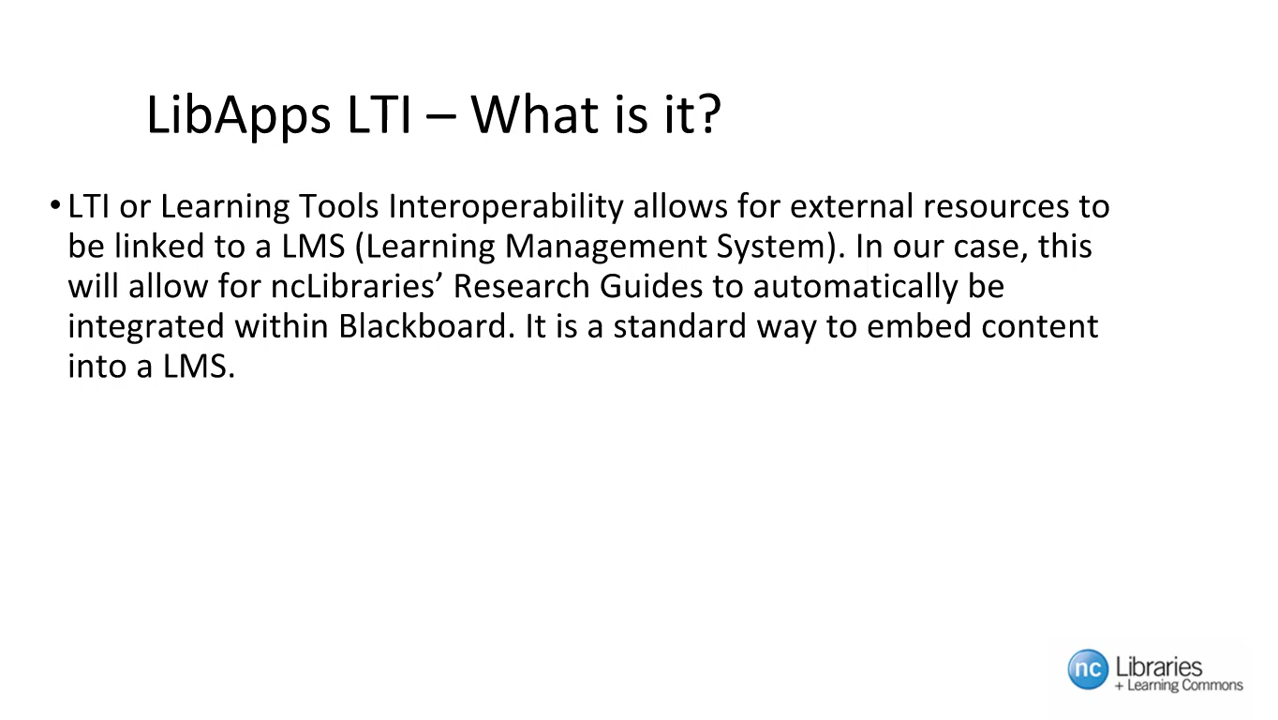 LibApps LTI – What is it?
• LTI or Learning Tools Interoperability allows for external resources to
be linked to a LMS (Learning Management System). In our case, this
will allow for ncLibraries’ Research Guides to automatically be
integrated within Blackboard. It is a standard way to embed content
into a LMS.
nc Libraries
+ Learning Commons